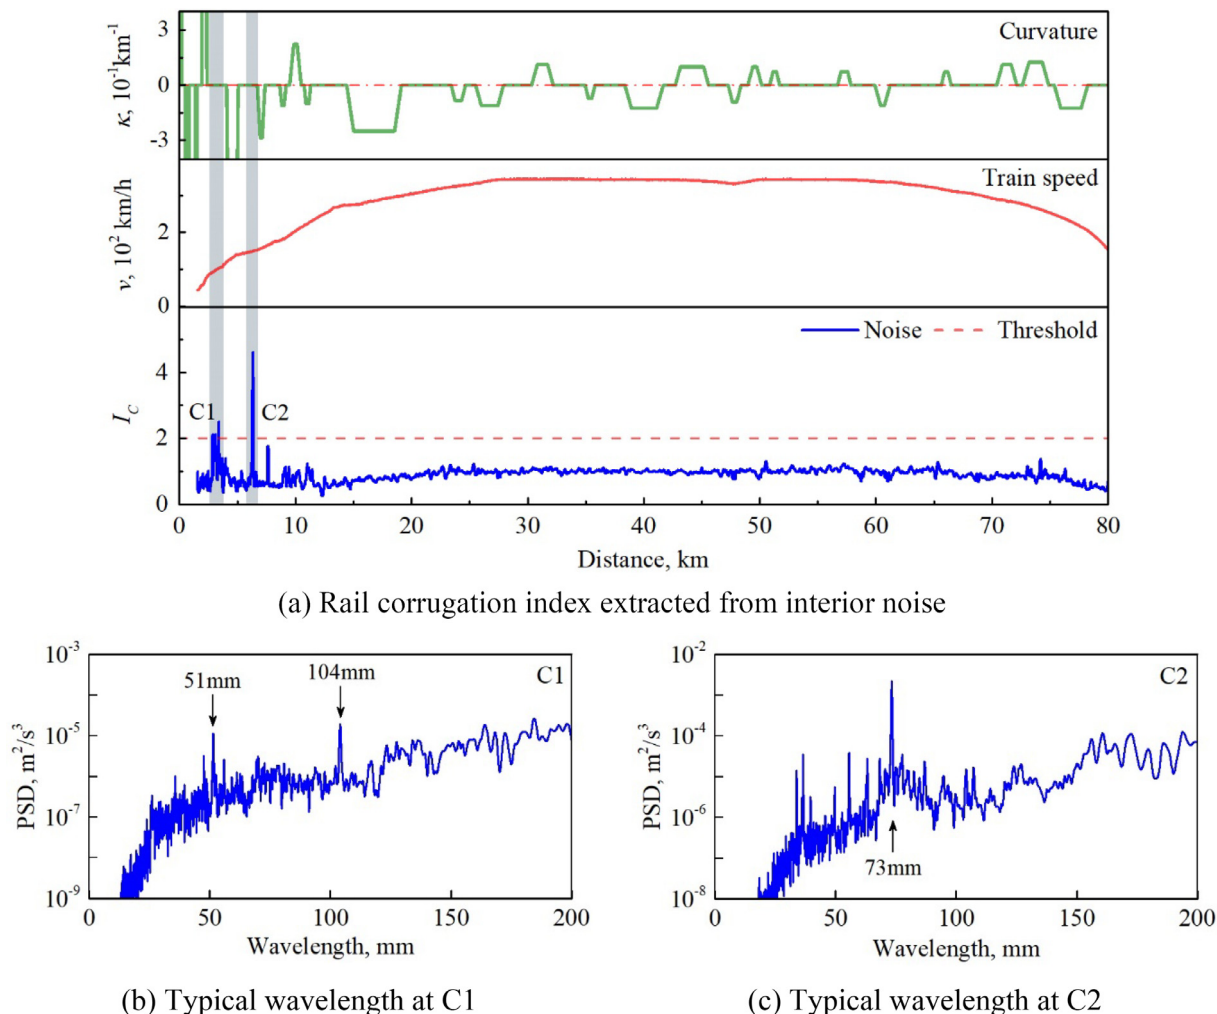 Curvature
κ, 10⁻¹km⁻¹
3
0
-3
Train speed
v, 10² km/h
2
0
Noise
Threshold
I_C
4
2
0
C1
C2
0 10 20 30 40 50 60 70 80
Distance, km
(a) Rail corrugation index extracted from interior noise
PSD, m²/s³
10⁻³
10⁻⁵
10⁻⁷
10⁻⁹
51mm
104mm
C1
0 50 100 150 200
Wavelength, mm
(b) Typical wavelength at C1
PSD, m²/s³
10⁻²
10⁻⁴
10⁻⁶
10⁻⁸
73mm
C2
0 50 100 150 200
Wavelength, mm
(c) Typical wavelength at C2